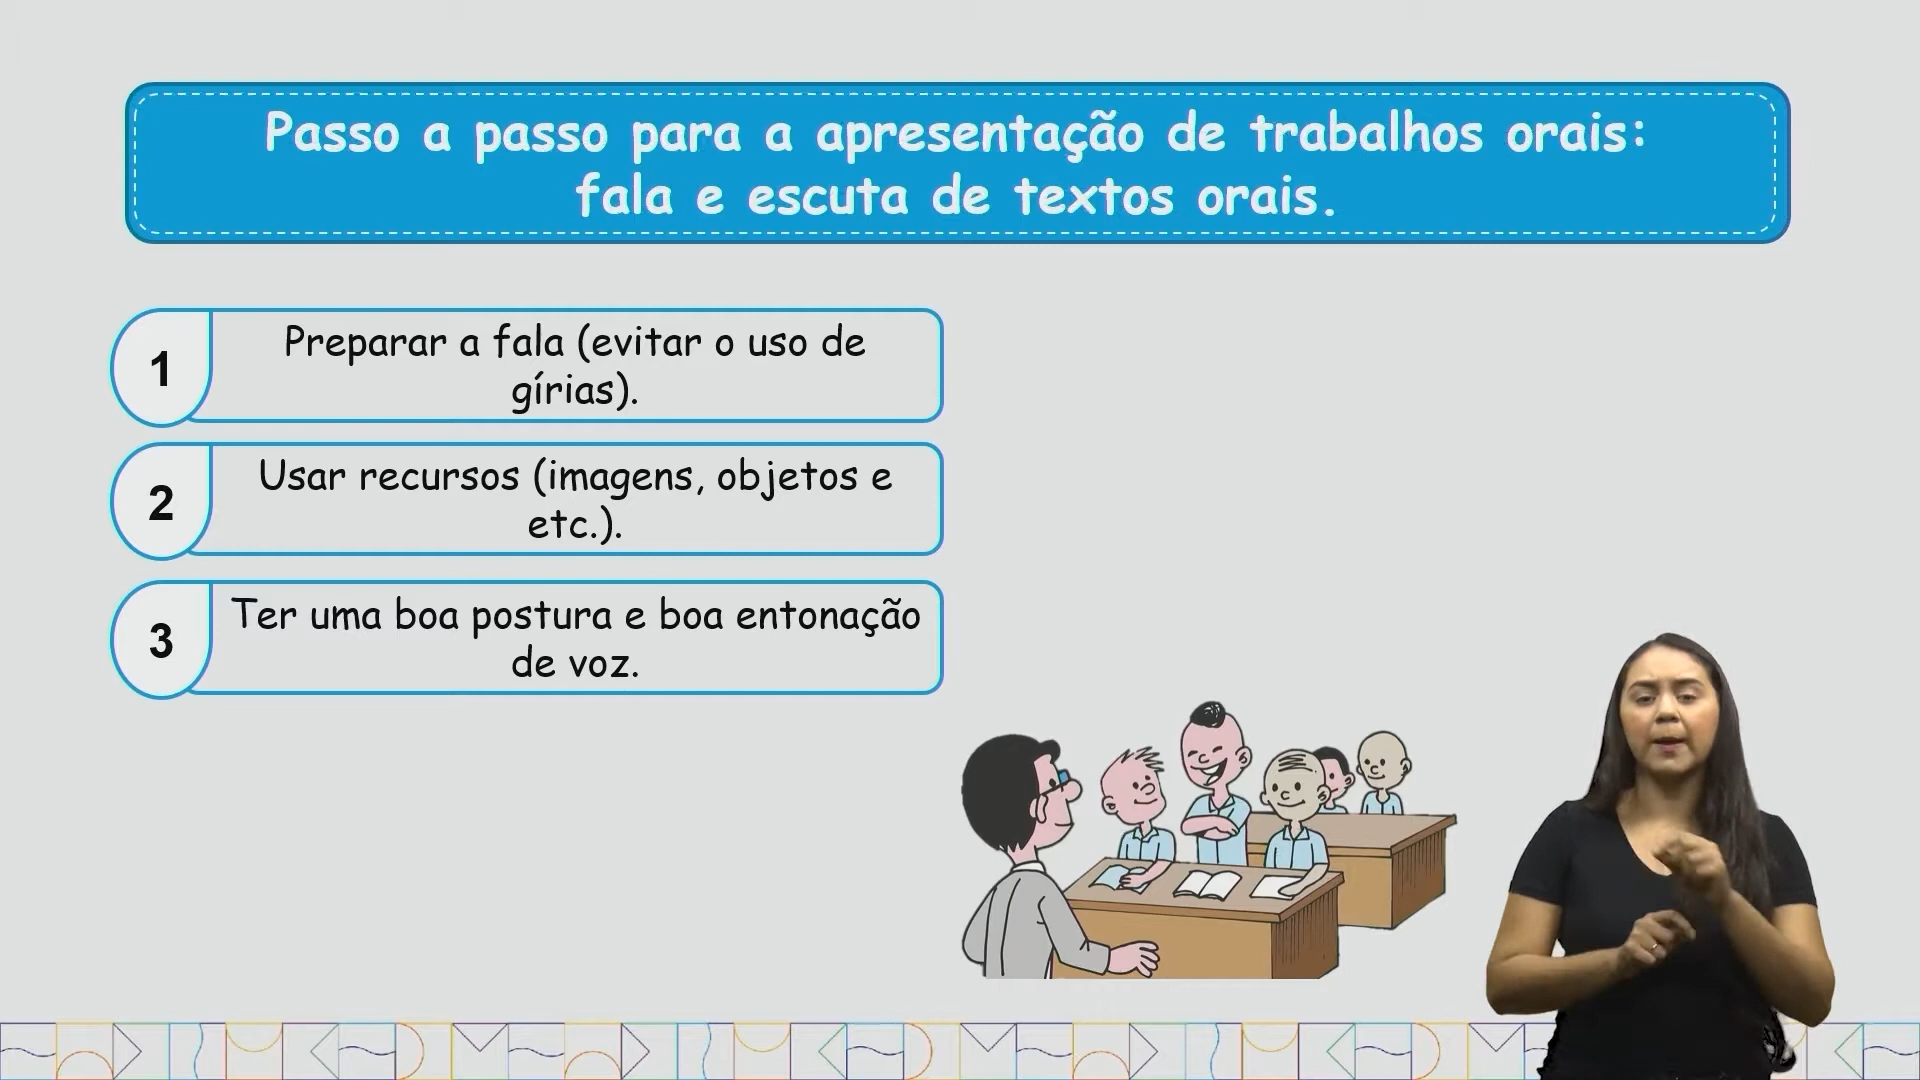 Passo a passo para a apresentação de trabalhos orais:
fala e escuta de textos orais.
1
Preparar a fala (evitar o uso de
gírias).
2
Usar recursos (imagens, objetos e
etc.).
3
Ter uma boa postura e boa entonação
de voz.